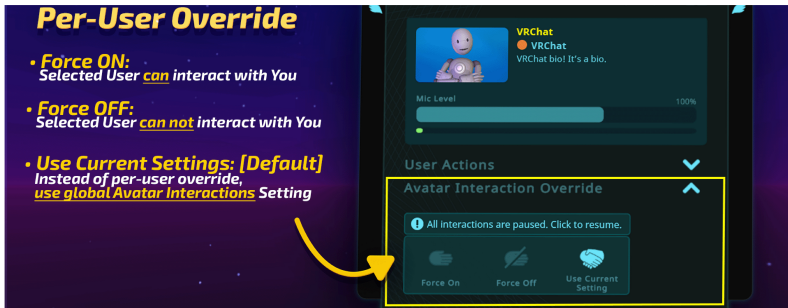 Per-User Override
• Force ON:
Selected User can interact with You
• Force OFF:
Selected User can not interact with You
• Use Current Settings: [Default]
Instead of per-user override,
use global Avatar Interactions Setting
VRChat
VRChat
VRChat bio! It's a bio.
Mic Level
100%
User Actions
Avatar Interaction Override
! All interactions are paused. Click to resume.
Force On
Force Off
Use Current
Setting